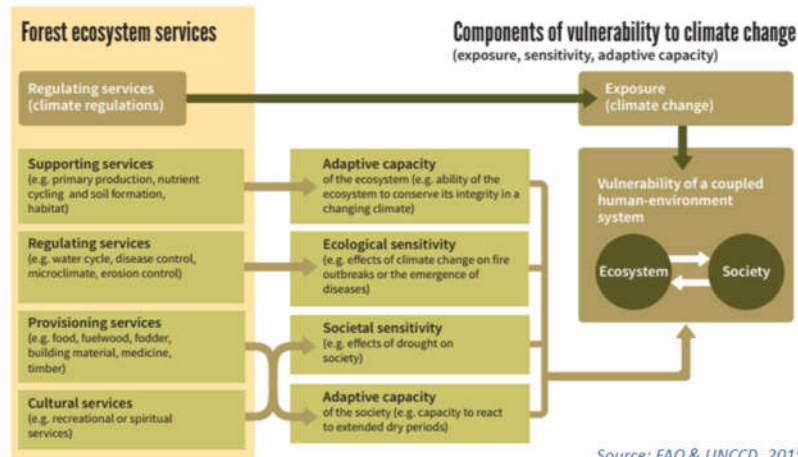 Forest ecosystem services
Components of vulnerability to climate change
(exposure, sensitivity, adaptive capacity)
Regulating services
(climate regulations)
Exposure
(climate change)
Supporting services
(e.g. primary production, nutrient
cycling and soil formation,
habitat)
Adaptive capacity
of the ecosystem (e.g. ability of the
ecosystem to conserve its integrity in a
changing climate)
Vulnerability of a coupled
human-environment
system
Ecosystem
Society
Regulating services
(e.g. water cycle, disease control,
microclimate, erosion control)
Ecological sensitivity
(e.g. effects of climate change on fire
outbreaks or the emergence of
diseases)
Provisioning services
(e.g. food, fuelwood, fodder,
building material, medicine,
timber)
Societal sensitivity
(e.g. effects of drought on
society)
Cultural services
(e.g. recreational or spiritual
services)
Adaptive capacity
of the society (e.g. capacity to react
to extended dry periods)
Source: FAO & UNCCD,